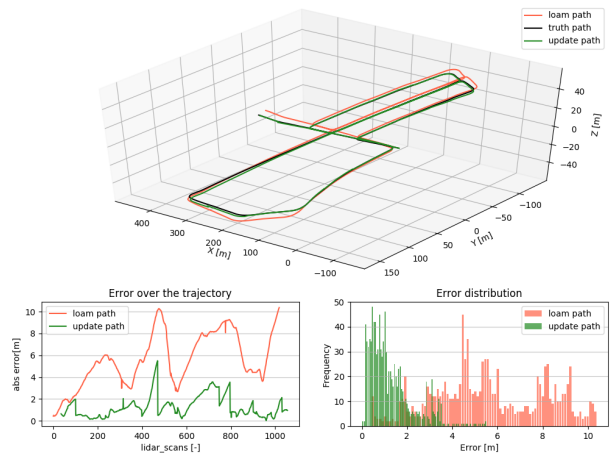 loam path
truth path
update path
40
20
0
-20
-40
Z [m]
400
300
200
100
0
-100
X [m]
150
100
50
0
-50
-100
Y [m]
Error over the trajectory
loam path
update path
10
8
6
4
2
0
abs error[m]
0
200
400
600
800
1000
lidar_scans [-]
Error distribution
loam path
update path
50
40
30
20
10
0
Frequency
0
2
4
6
8
10
Error [m]